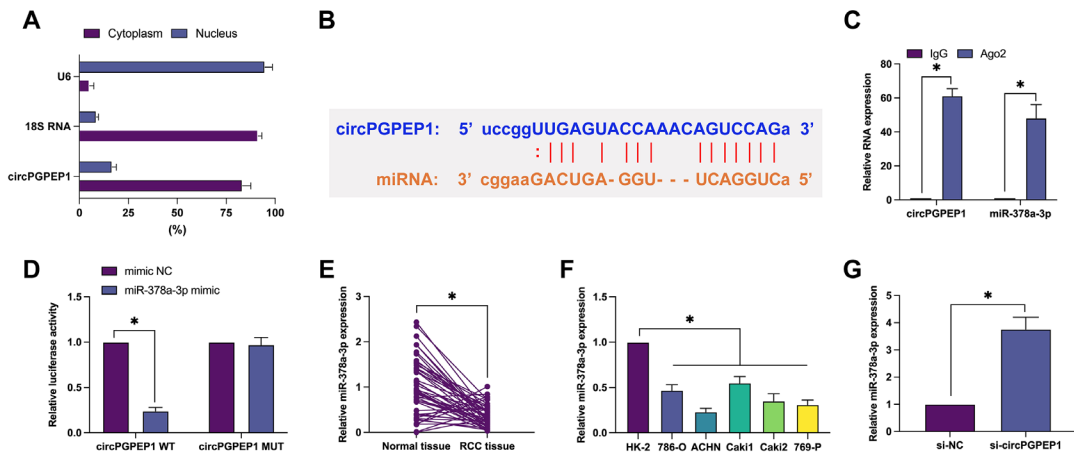 A
Cytoplasm Nucleus
U6
18S RNA
circPGPEP1
0 25 50 75 100
(%)
B
circPGPEP1: 5’ uccggUUGAGUACCAAACAGUCCAGa 3’
miRNA: 3’ cggaaGACUGA-GGU---UCAGGUCa 5’
C
IgG Ago2
Relative RNA expression
80
60
40
20
0
*
*
circPGPEP1 miR-378a-3p
D
mimic NC
miR-378a-3p mimic
Relative luciferase activity
1.5
1.0
0.5
0.0
*
circPGPEP1 WT circPGPEP1 MUT
E
Relative miR-378a-3p expression
3
2
1
0
*
Normal tissue RCC tissue
F
Relative miR-378a-3p expression
1.5
1.0
0.5
0.0
*
HK-2 786-O ACHN Caki1 Caki2 769-P
G
Relative miR-378a-3p expression
5
4
3
2
1
0
*
si-NC si-circPGPEP1